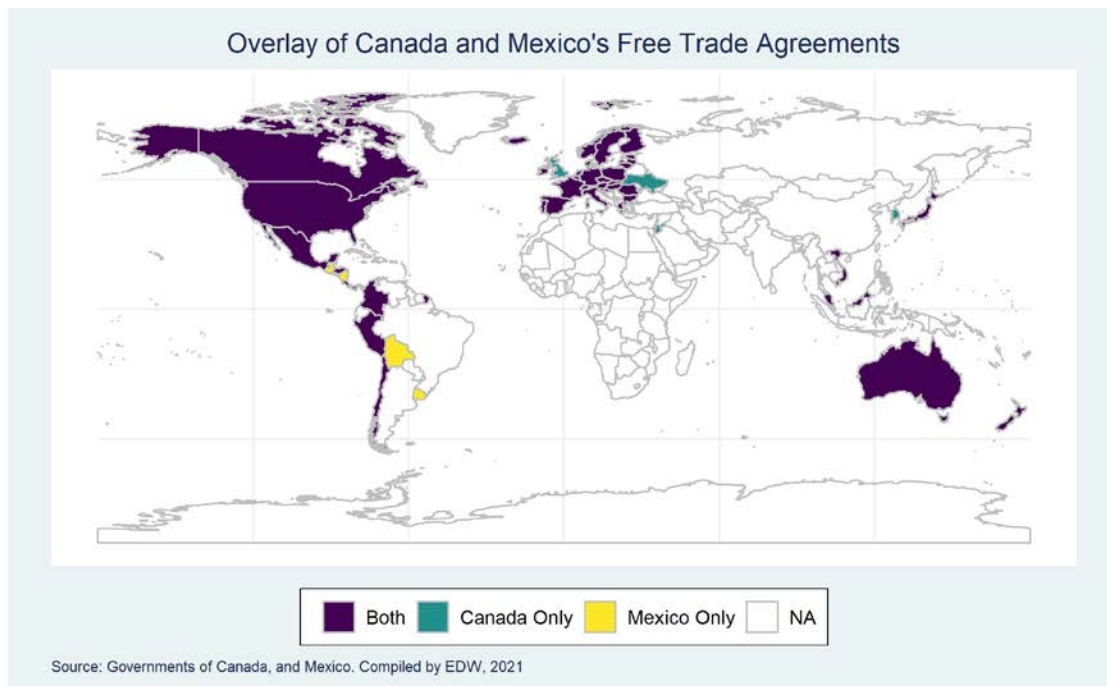 Overlay of Canada and Mexico's Free Trade Agreements
Both
Canada Only
Mexico Only
NA
Source: Governments of Canada, and Mexico. Compiled by EDW, 2021